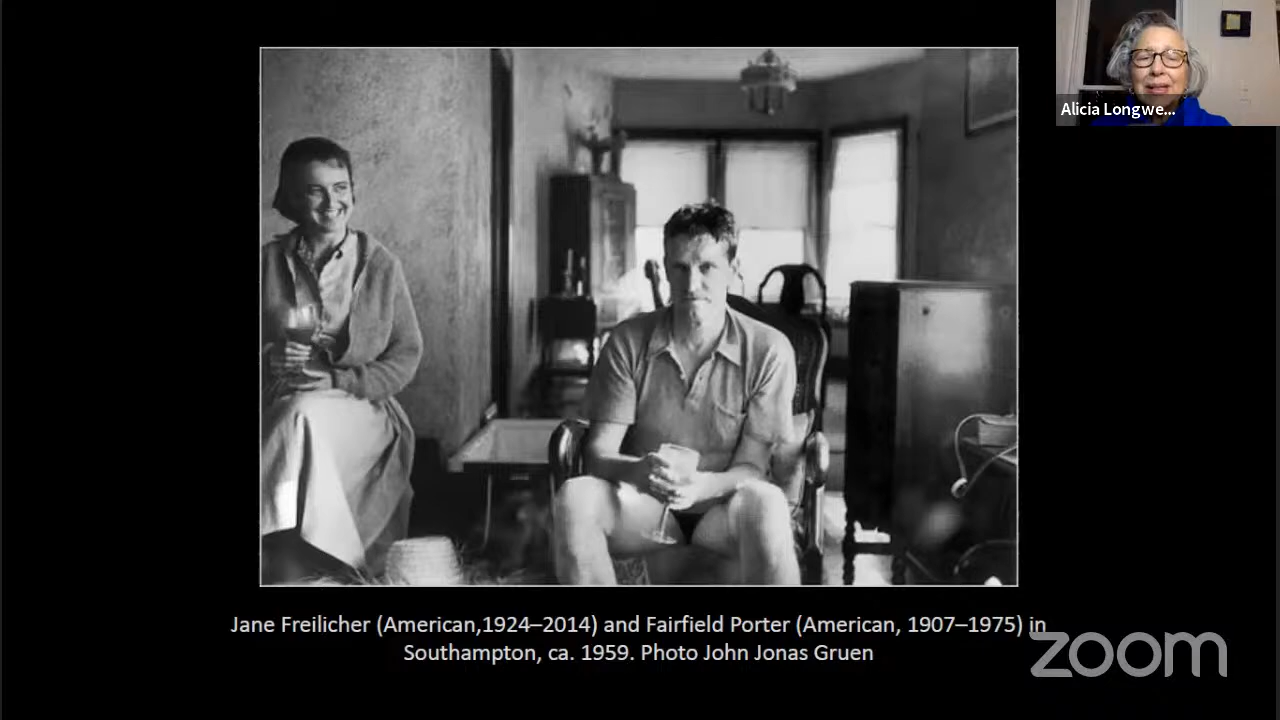 Alicia Longwe...
Jane Freilicher (American,1924–2014) and Fairfield Porter (American, 1907–1975) in
Southampton, ca. 1959. Photo John Jonas Gruen
zoom